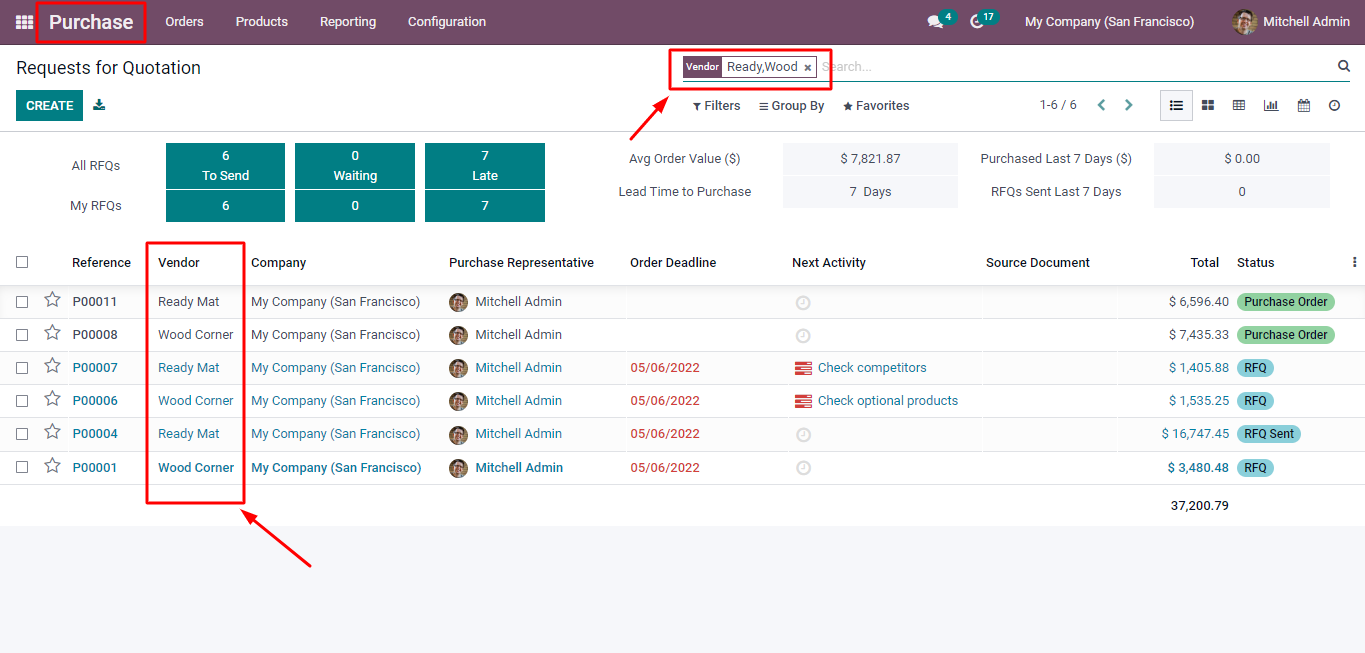 Purchase Orders Products Reporting Configuration 4 17 My Company (San Francisco) Mitchell Admin
Requests for Quotation Vendor Ready,Wood × Search...
CREATE Filters Group By Favorites 1-6 / 6
All RFQs 6 To Send 0 Waiting 7 Late
My RFQs 6 0 7
Avg Order Value ($) $ 7,821.87 Purchased Last 7 Days ($) $ 0.00
Lead Time to Purchase 7 Days RFQs Sent Last 7 Days 0
Reference Vendor Company Purchase Representative Order Deadline Next Activity Source Document Total Status
P00011 Ready Mat My Company (San Francisco) Mitchell Admin $ 6,596.40 Purchase Order
P00008 Wood Corner My Company (San Francisco) Mitchell Admin $ 7,435.33 Purchase Order
P00007 Ready Mat My Company (San Francisco) Mitchell Admin 05/06/2022 Check competitors $ 1,405.88 RFQ
P00006 Wood Corner My Company (San Francisco) Mitchell Admin 05/06/2022 Check optional products $ 1,535.25 RFQ
P00004 Ready Mat My Company (San Francisco) Mitchell Admin 05/06/2022 $ 16,747.45 RFQ Sent
P00001 Wood Corner My Company (San Francisco) Mitchell Admin 05/06/2022 $ 3,480.48 RFQ
37,200.79